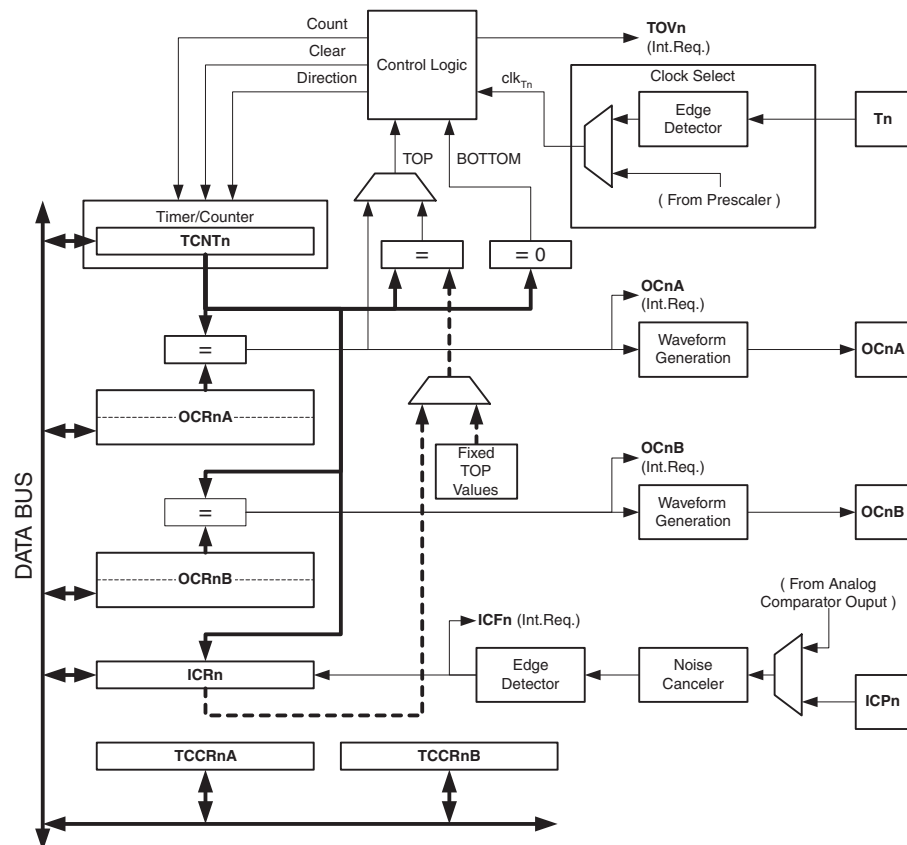 Count
Clear
Direction
Control Logic
TOVn
(Int.Req.)
clkTn
TOP
BOTTOM
Clock Select
Edge
Detector
( From Prescaler )
Tn
Timer/Counter
TCNTn
=
= 0
=
OCRnA
OCnA
(Int.Req.)
Waveform
Generation
OCnA
Fixed
TOP
Values
=
OCRnB
OCnB
(Int.Req.)
Waveform
Generation
OCnB
DATA BUS
( From Analog
Comparator Ouput )
ICFn (Int.Req.)
ICRn
Edge
Detector
Noise
Canceler
ICPn
TCCRnA
TCCRnB